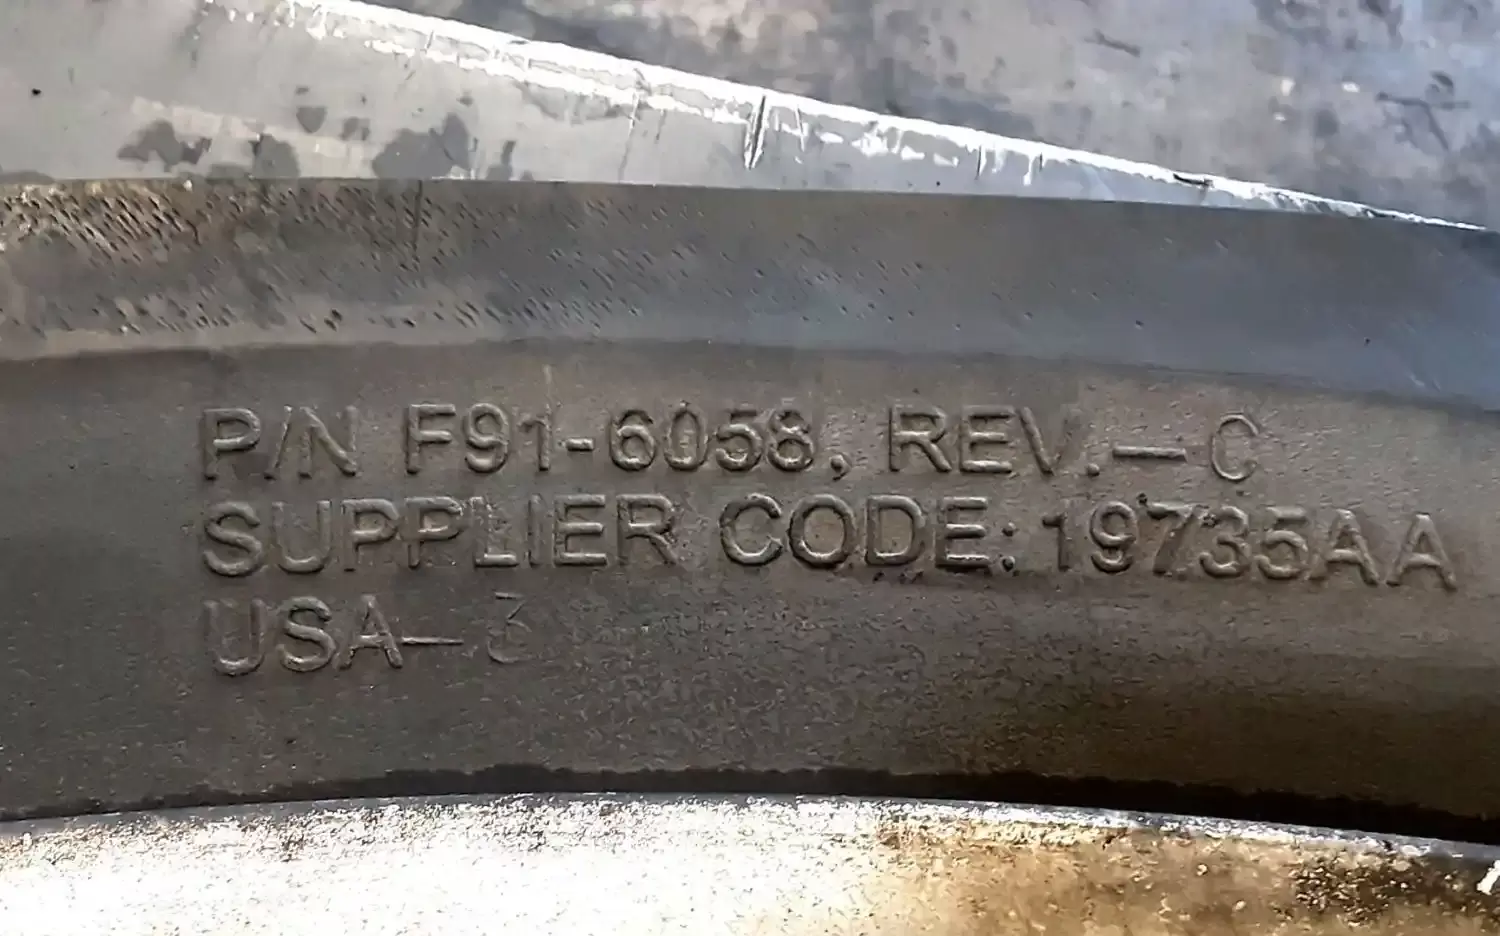 P/N F91-6058, REV.-C
SUPPLIER CODE: 19735AA
USA-3